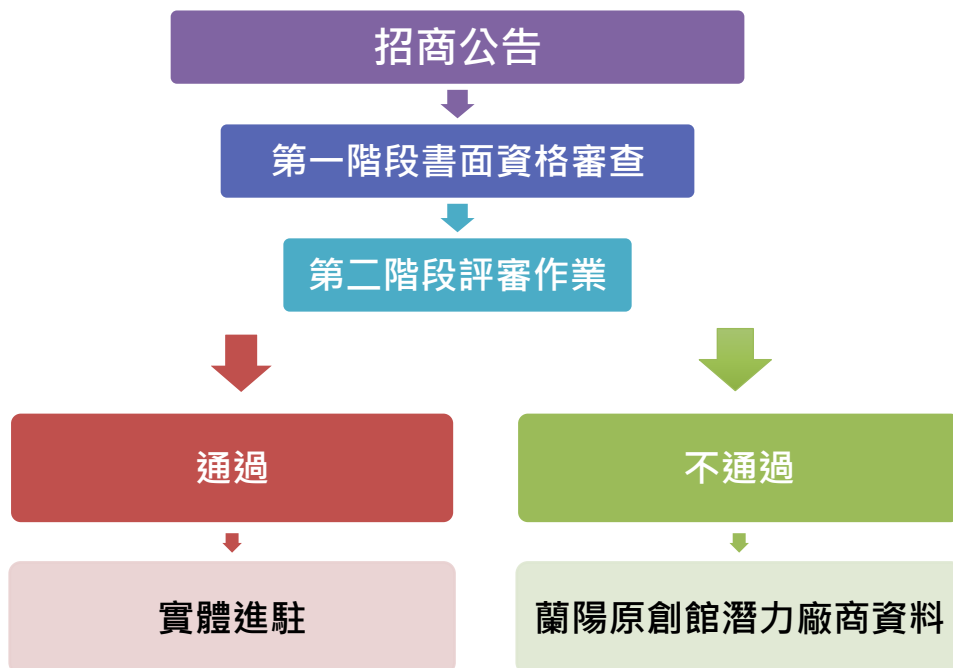 招商公告
第一階段書面資格審查
第二階段評審作業
通過
不通過
實體進駐
蘭陽原創館潛力廠商資料